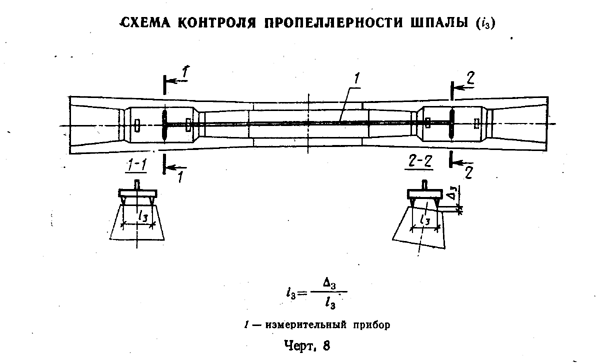 СХЕМА КОНТРОЛЯ ПРОПЕЛЛЕРНОСТИ ШПАЛЫ (i₃)
1 1 2
1-1 1 2-2 2
Δ₃
l₃ l₃
i₃= Δ₃ / l₃
1 — измерительный прибор
Черт. 8